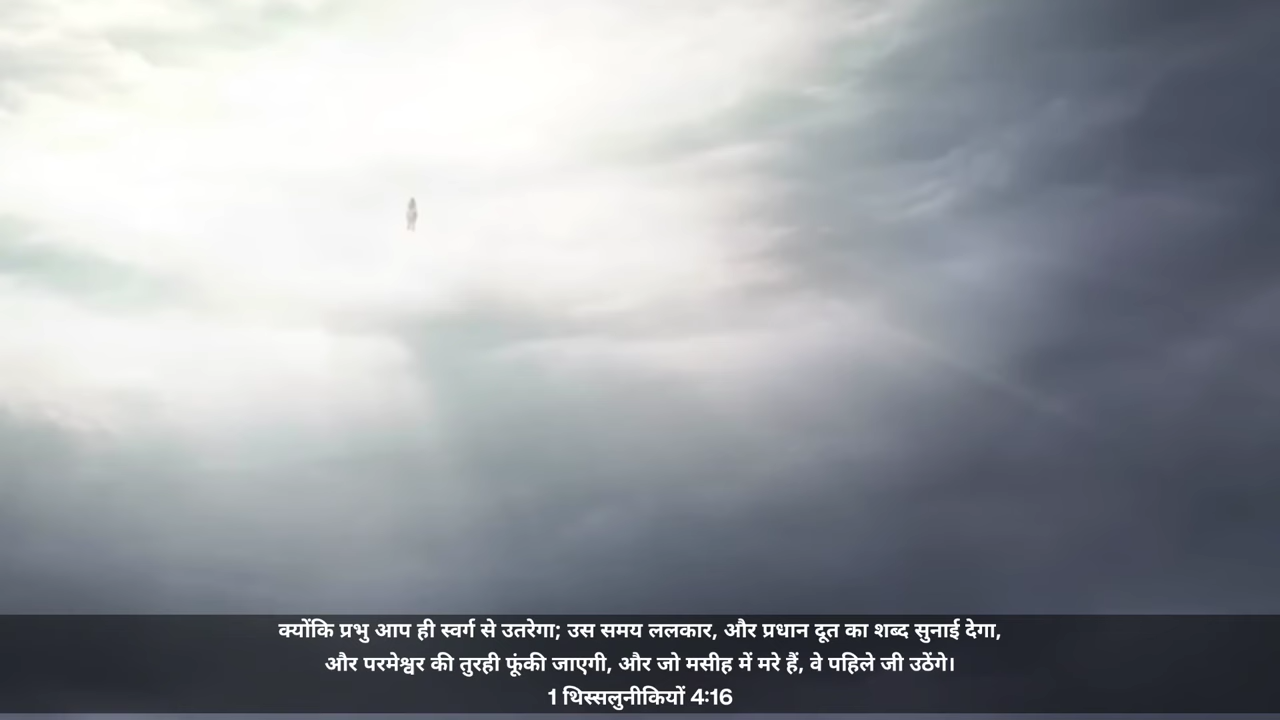 क्योंकि प्रभु आप ही स्वर्ग से उतरेगा; उस समय ललकार, और प्रधान दूत का शब्द सुनाई देगा,
और परमेश्वर की तुरही फूंकी जाएगी, और जो मसीह में मरे हैं, वे पहिले जी उठेंगे।
1 थिस्सलुनीकियों 4:16